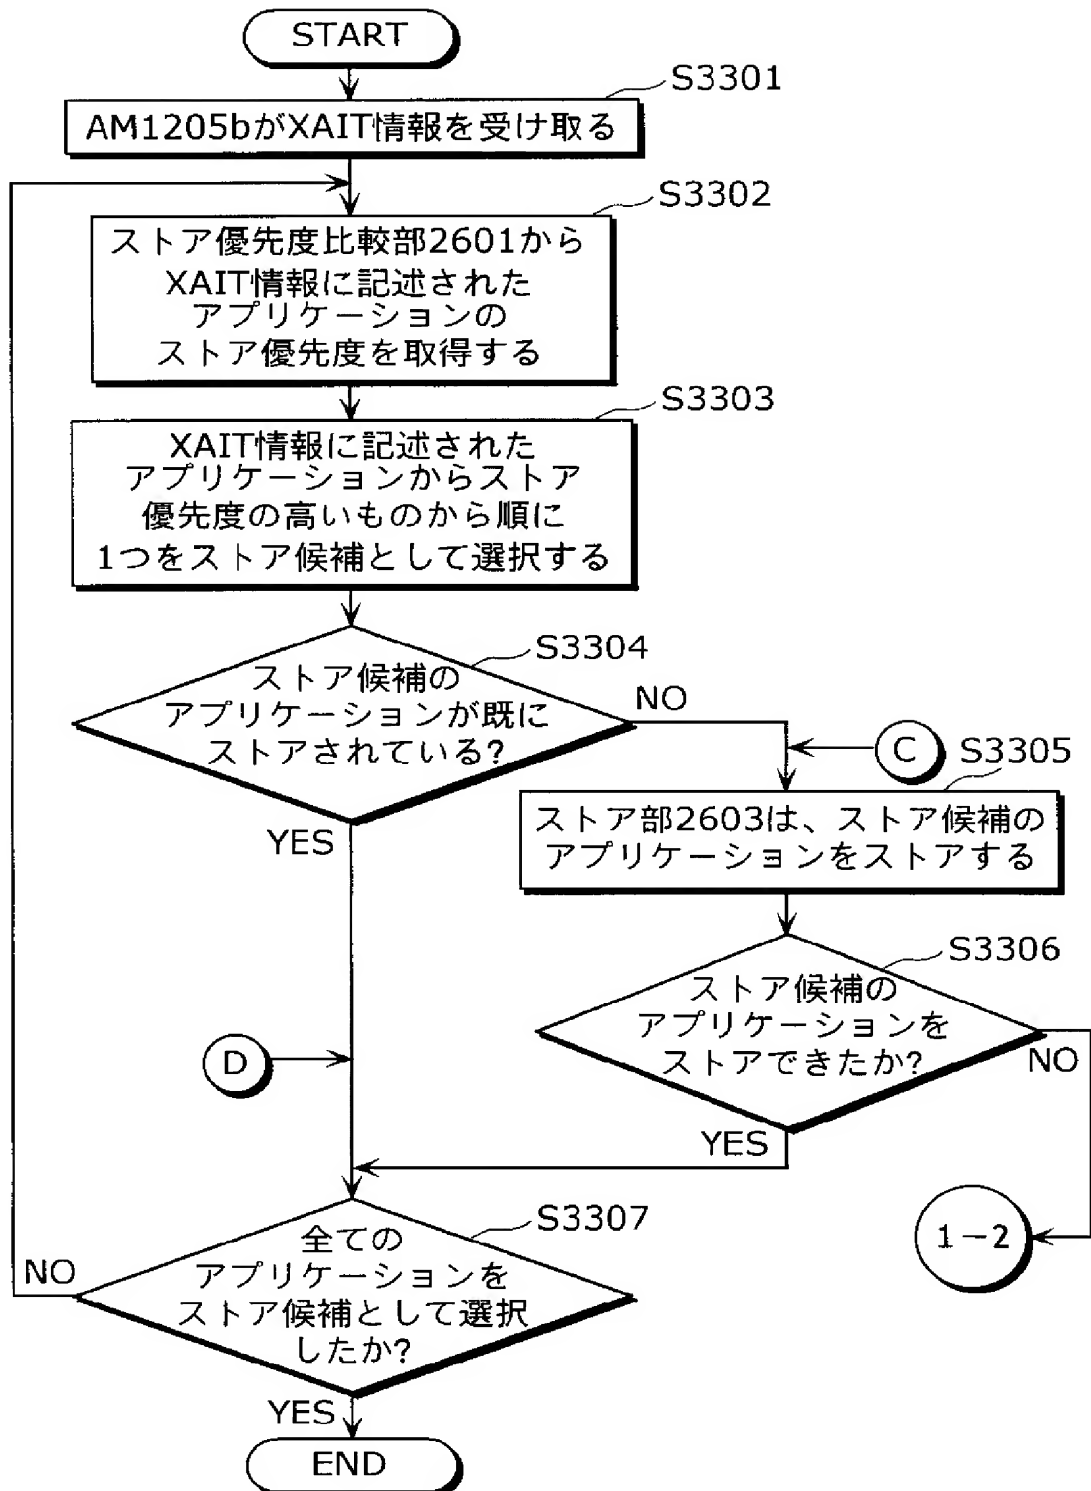 START
S3301
AM1205bがXAIT情報を受け取る
S3302
ストア優先度比較部2601から
XAIT情報に記述された
アプリケーションの
ストア優先度を取得する
S3303
XAIT情報に記述された
アプリケーションからストア
優先度の高いものから順に
1つをストア候補として選択する
S3304
ストア候補の
アプリケーションが既に
ストアされている?
NO
YES
C
S3305
ストア部2603は、ストア候補の
アプリケーションをストアする
S3306
ストア候補の
アプリケーションを
ストアできたか?
NO
YES
D
1-2
S3307
全ての
アプリケーションを
ストア候補として選択
したか?
NO
YES
END